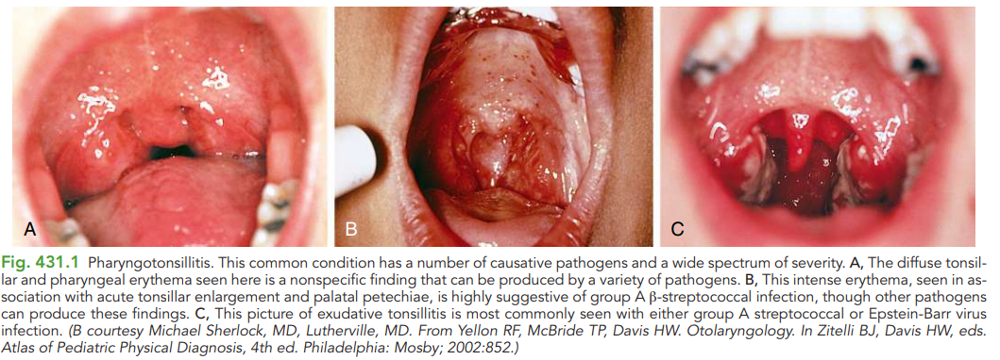 A
B
C
Fig. 431.1 Pharyngotonsillitis. This common condition has a number of causative pathogens and a wide spectrum of severity. A, The diffuse tonsil-
lar and pharyngeal erythema seen here is a nonspecific finding that can be produced by a variety of pathogens. B, This intense erythema, seen in as-
sociation with acute tonsillar enlargement and palatal petechiae, is highly suggestive of group A β-streptococcal infection, though other pathogens
can produce these findings. C, This picture of exudative tonsillitis is most commonly seen with either group A streptococcal or Epstein-Barr virus
infection. (B courtesy Michael Sherlock, MD, Lutherville, MD. From Yellon RF, McBride TP, Davis HW. Otolaryngology. In Zitelli BJ, Davis HW, eds.
Atlas of Pediatric Physical Diagnosis, 4th ed. Philadelphia: Mosby; 2002:852.)